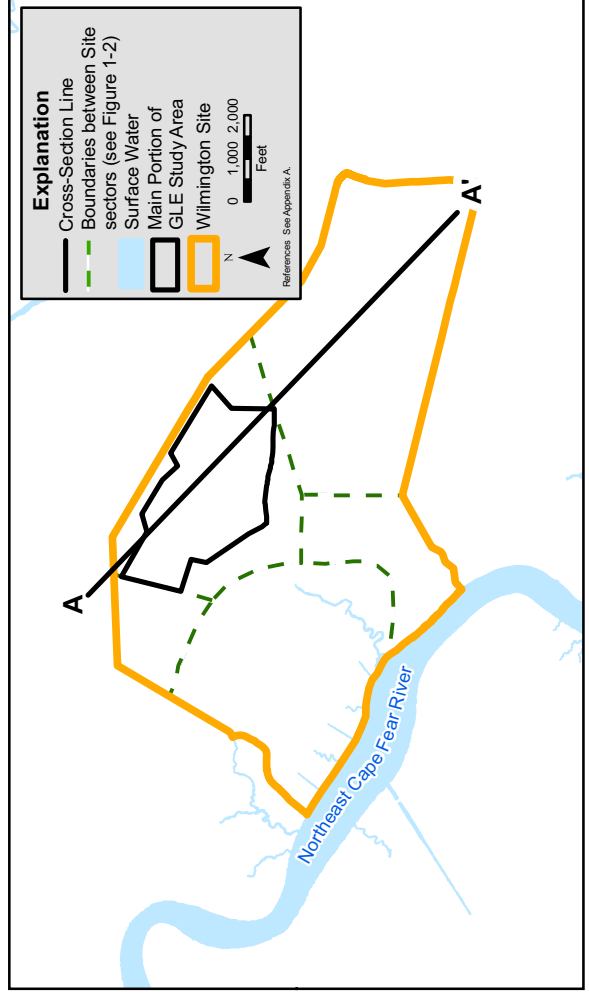 Explanation
Cross-Section Line
Boundaries between Site
sectors (see Figure 1-2)
Surface Water
Main Portion of
GLE Study Area
Wilmington Site
0 1,000 2,000
Feet
N
References See Appendix A.
A
A'
Northeast Cape Fear River